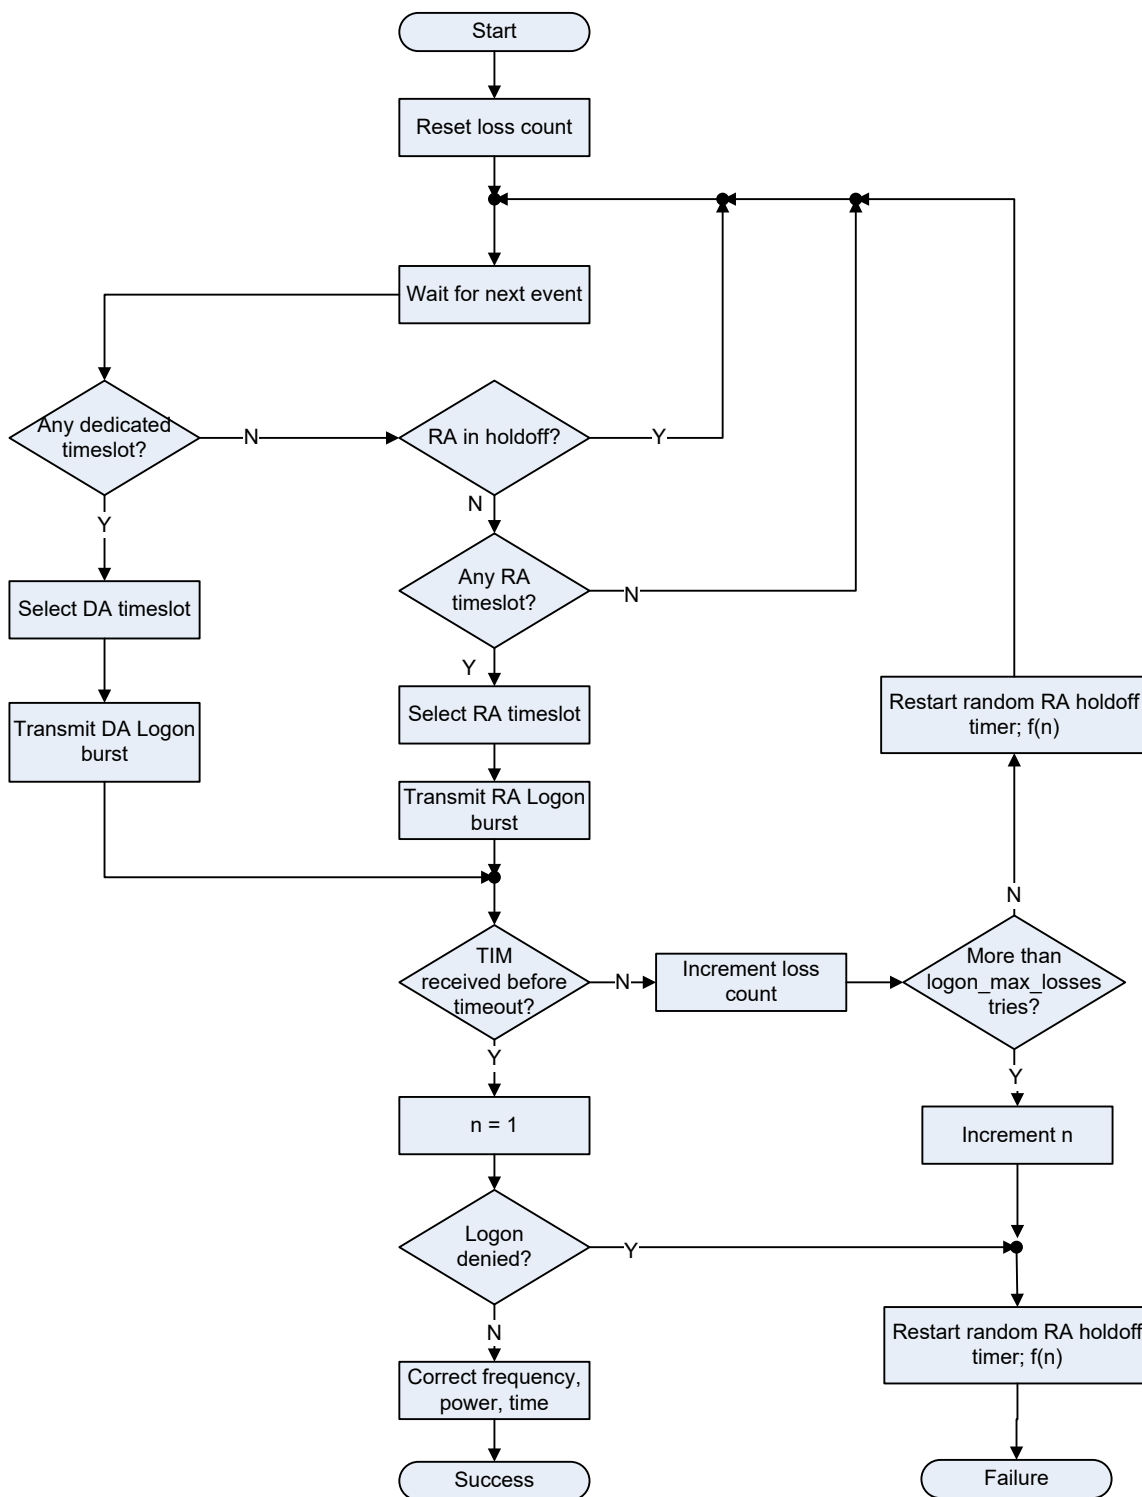 Start
Reset loss count
Wait for next event
Any dedicated
timeslot?
N
RA in holdoff?
Y
Y
N
Any RA
timeslot?
N
Select DA timeslot
Y
Select RA timeslot
Restart random RA holdoff
timer; f(n)
Transmit DA Logon
burst
Transmit RA Logon
burst
N
TIM
received before
timeout?
N
Increment loss
count
More than
logon_max_losses
tries?
Y
Y
n = 1
Increment n
Logon
denied?
Y
N
Restart random RA holdoff
timer; f(n)
Correct frequency,
power, time
Success
Failure